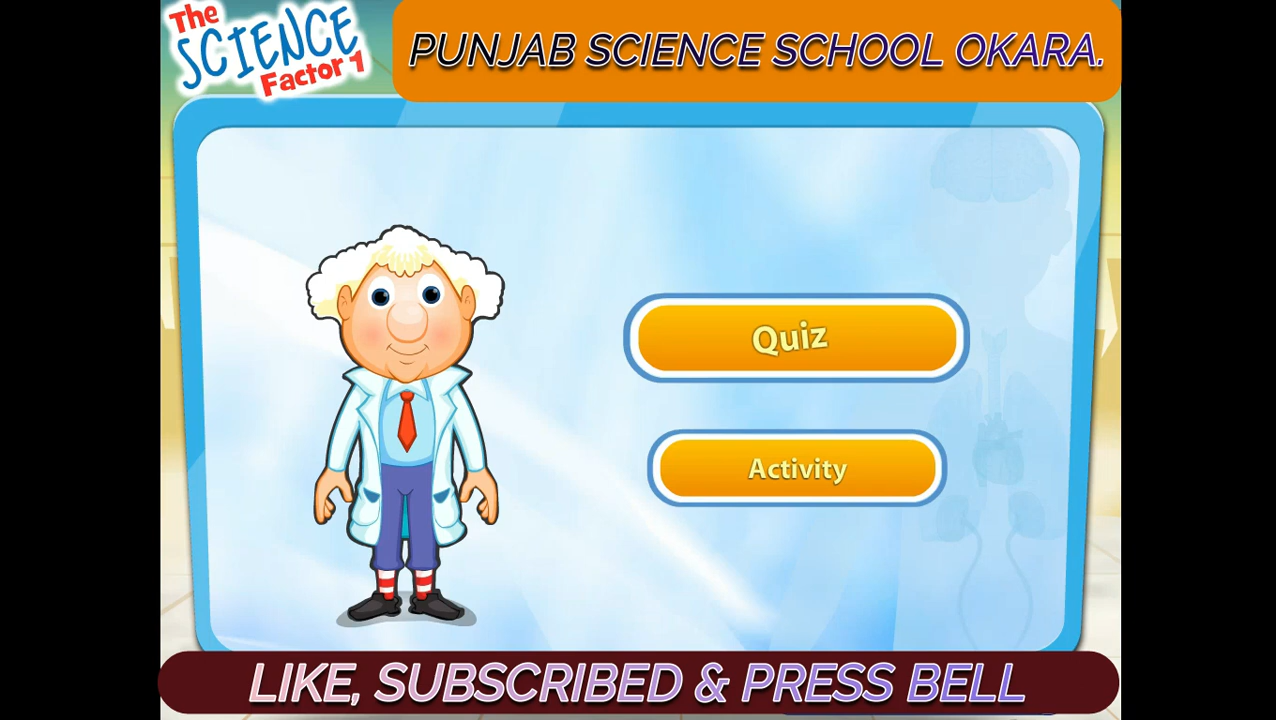 The
SCIENCE
Factor 1
PUNJAB SCIENCE SCHOOL OKARA.
Quiz
Activity
LIKE, SUBSCRIBED & PRESS BELL